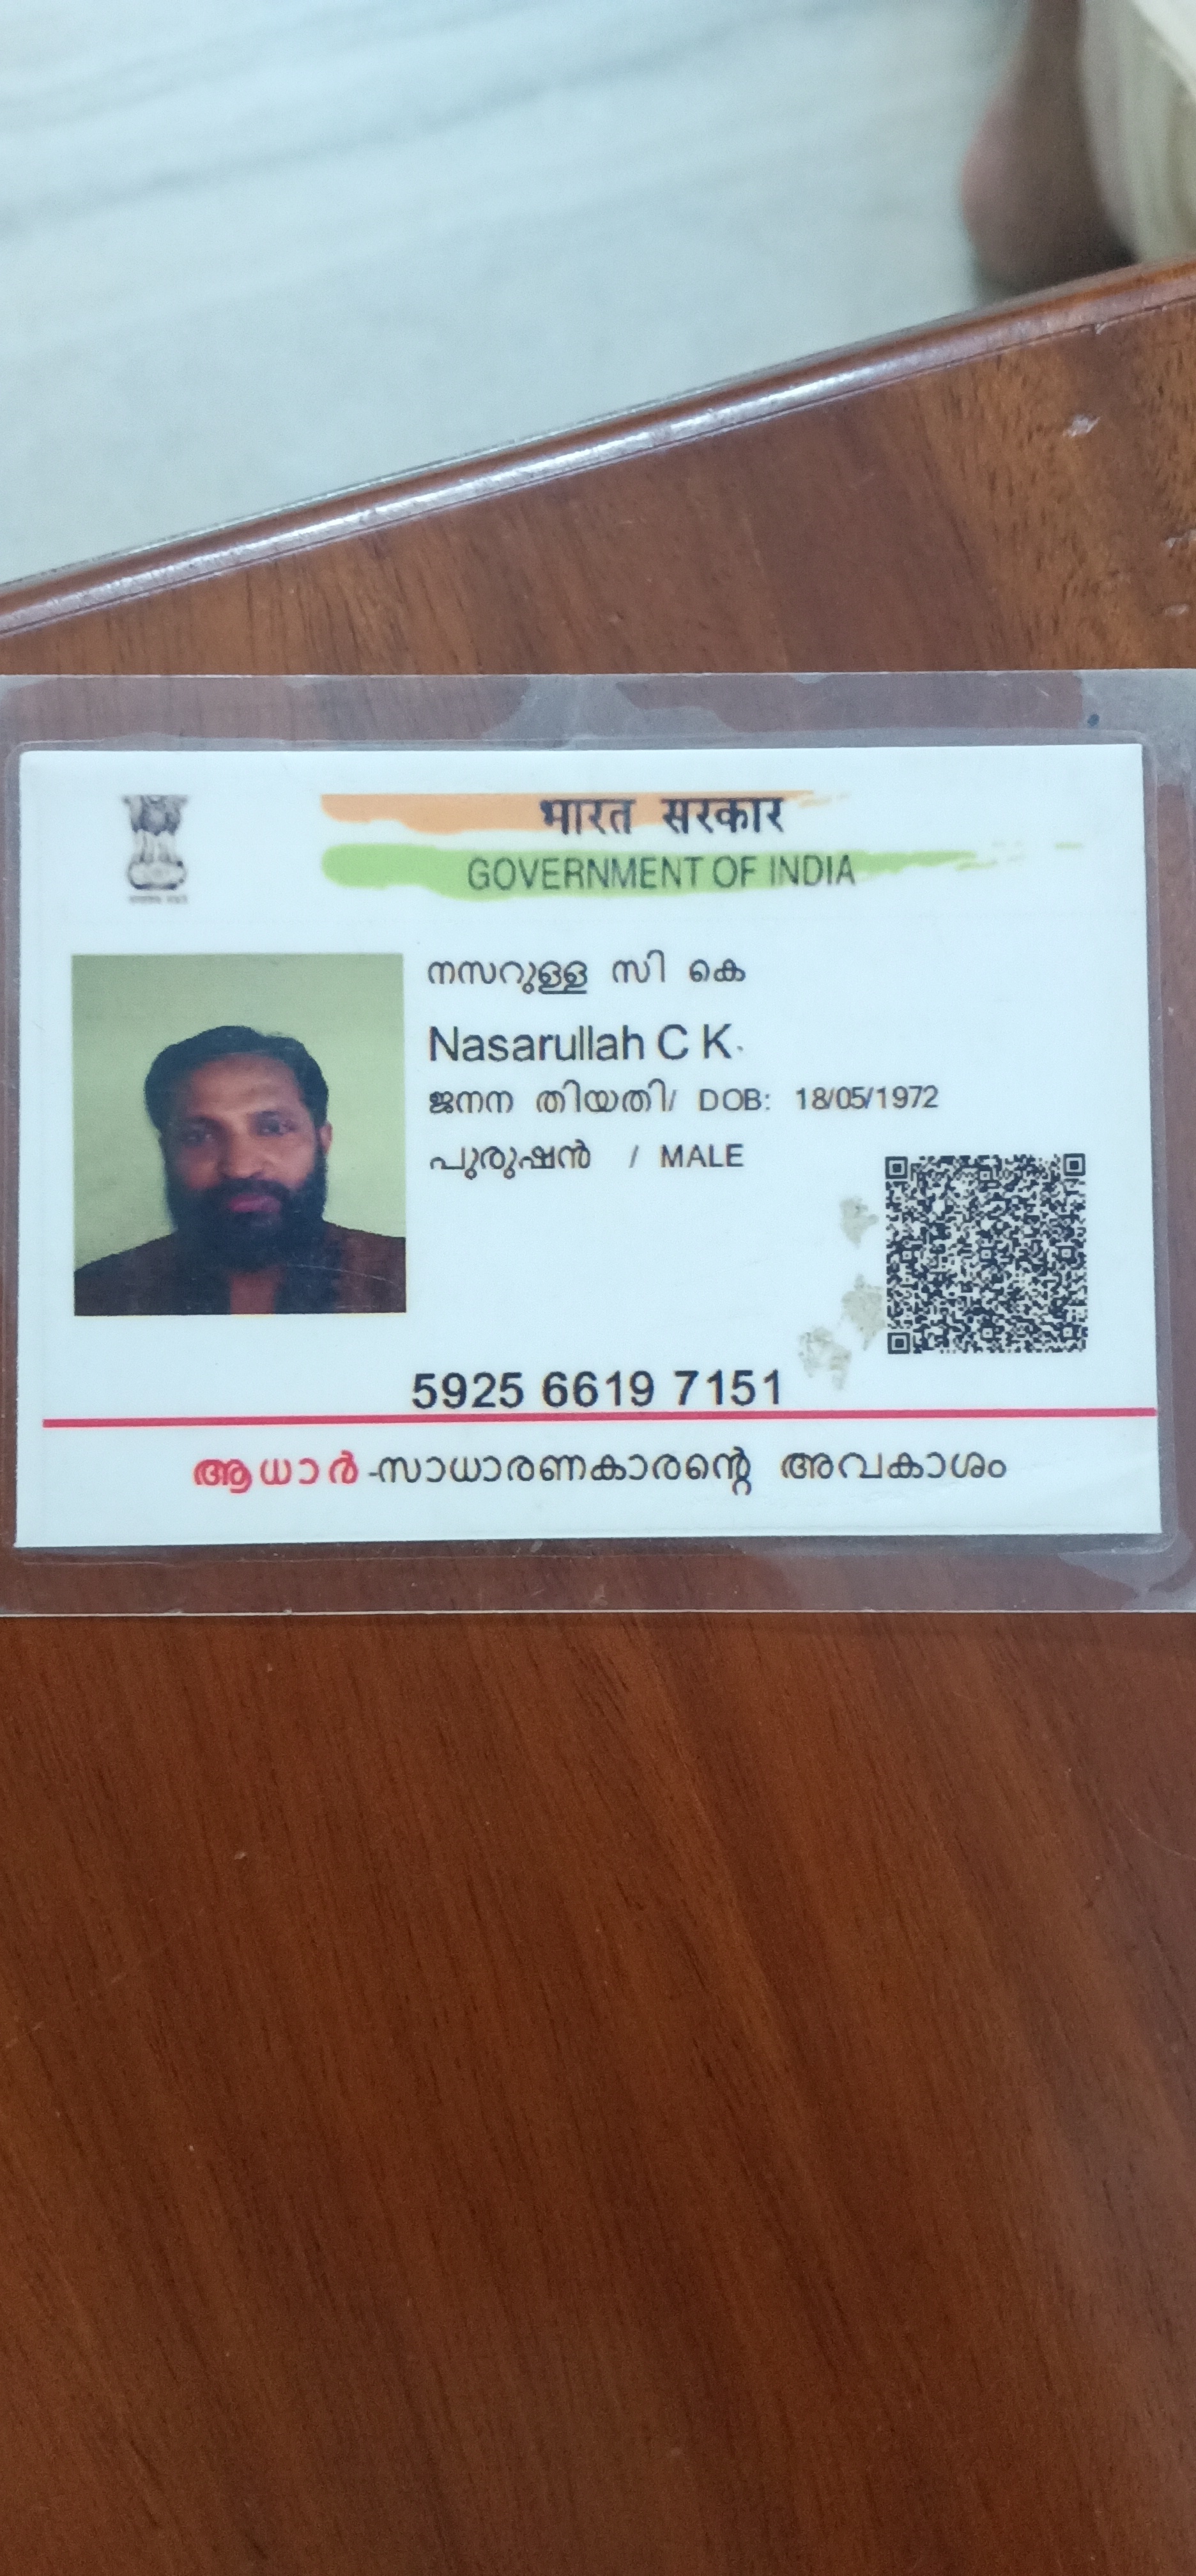 भारत सरकार
GOVERNMENT OF INDIA
നസറുള്ള സി കെ
Nasarullah C K
ജനന തിയതി/ DOB: 18/05/1972
പുരുഷൻ / MALE
5925 6619 7151
ആധാർ-സാധാരണകാരന്റെ അവകാശം